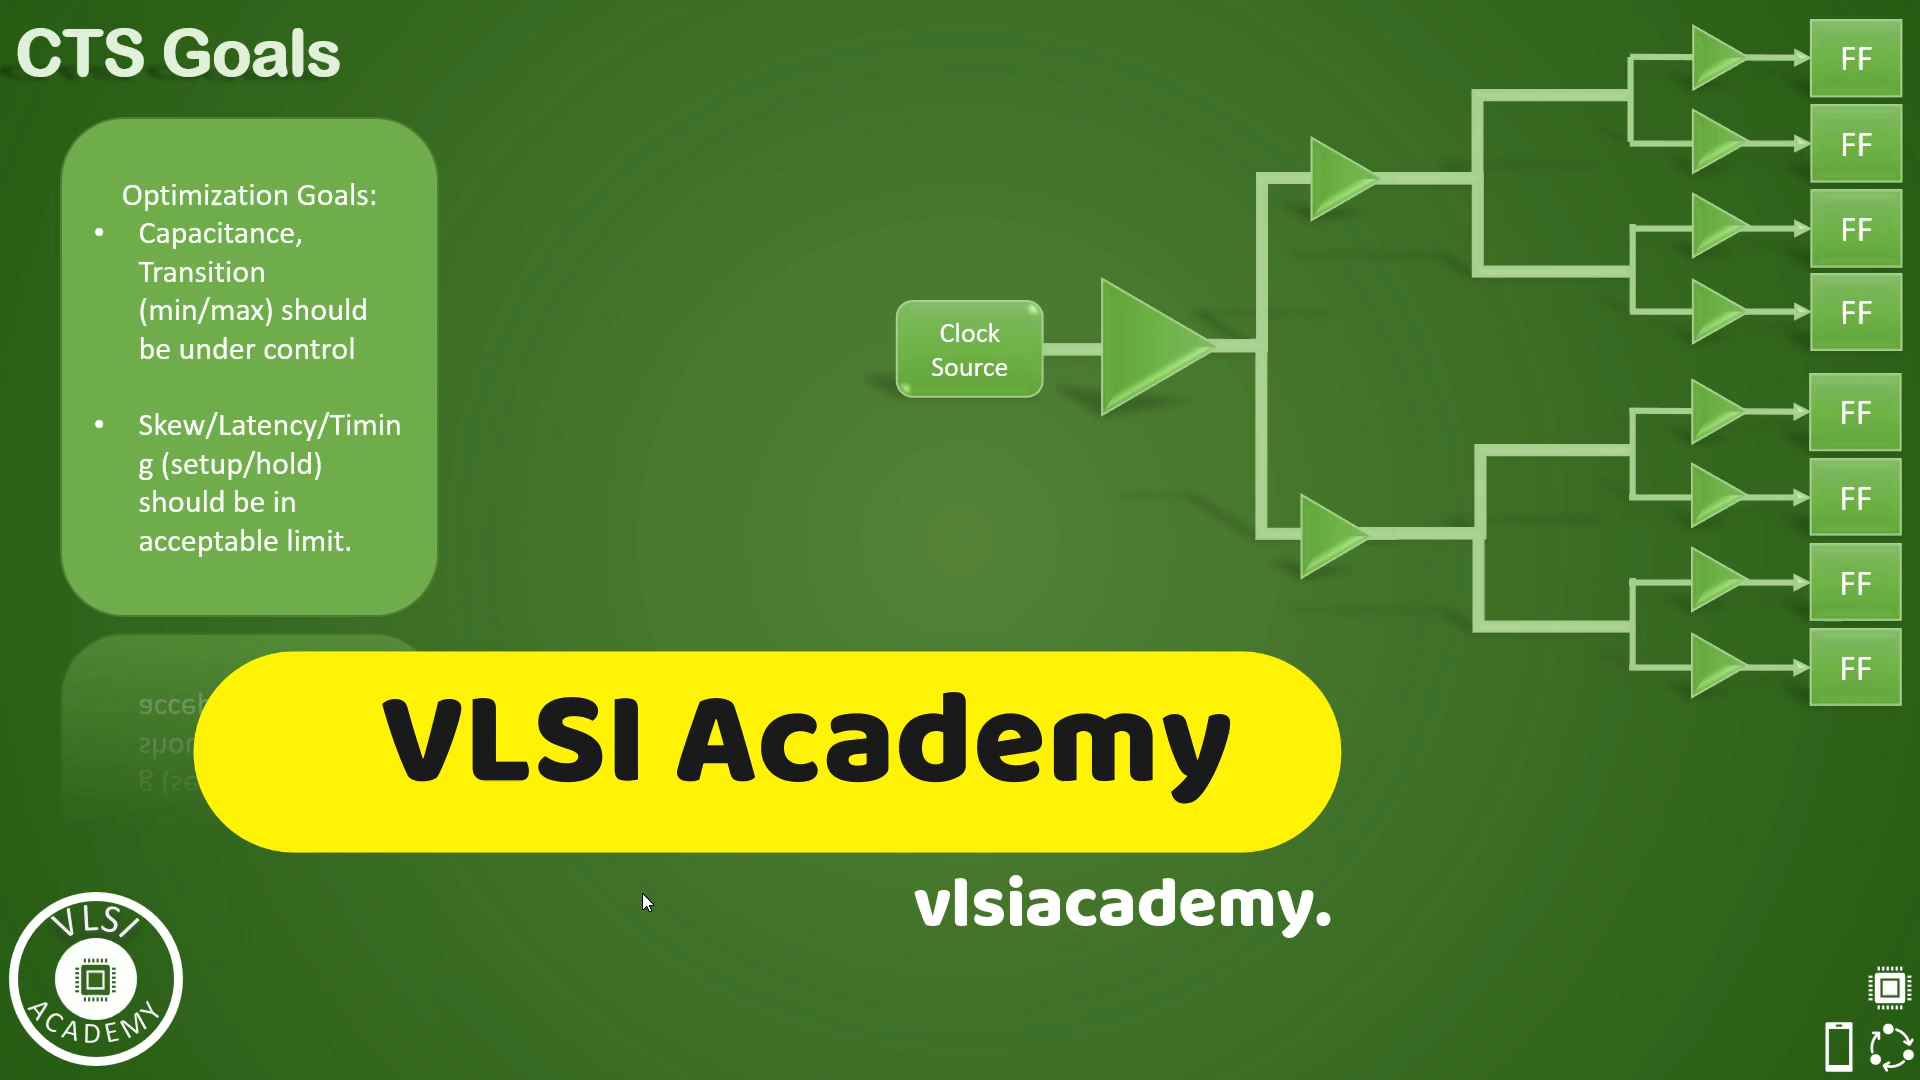 CTS Goals
Optimization Goals:
• Capacitance,
Transition
(min/max) should
be under control
• Skew/Latency/Timin
g (setup/hold)
should be in
acceptable limit.
Clock
Source
FF
FF
FF
FF
FF
FF
FF
FF
VLSI Academy
vlsiacademy.
VLSI
ACADEMY